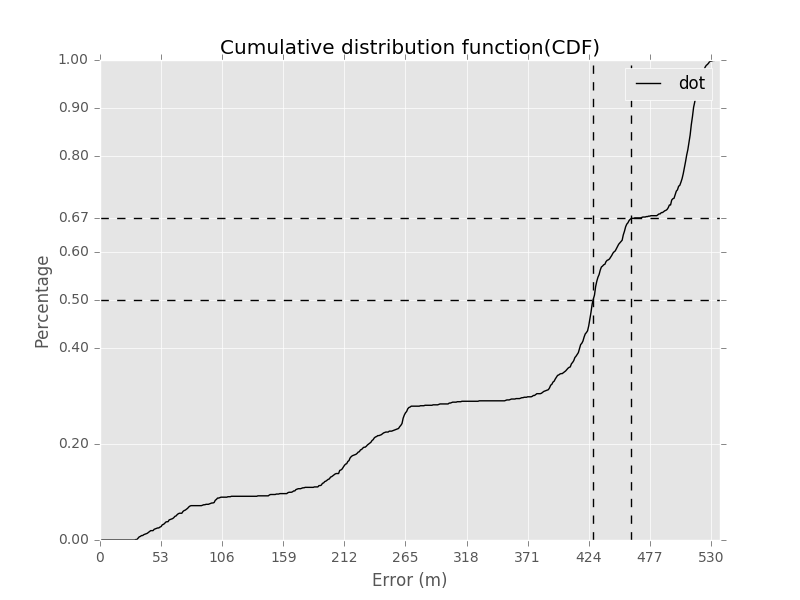 Cumulative distribution function(CDF)
dot
1.00
0.90
0.80
0.67
0.60
0.50
0.40
0.20
0.00
Percentage
0 53 106 159 212 265 318 371 424 477 530
Error (m)